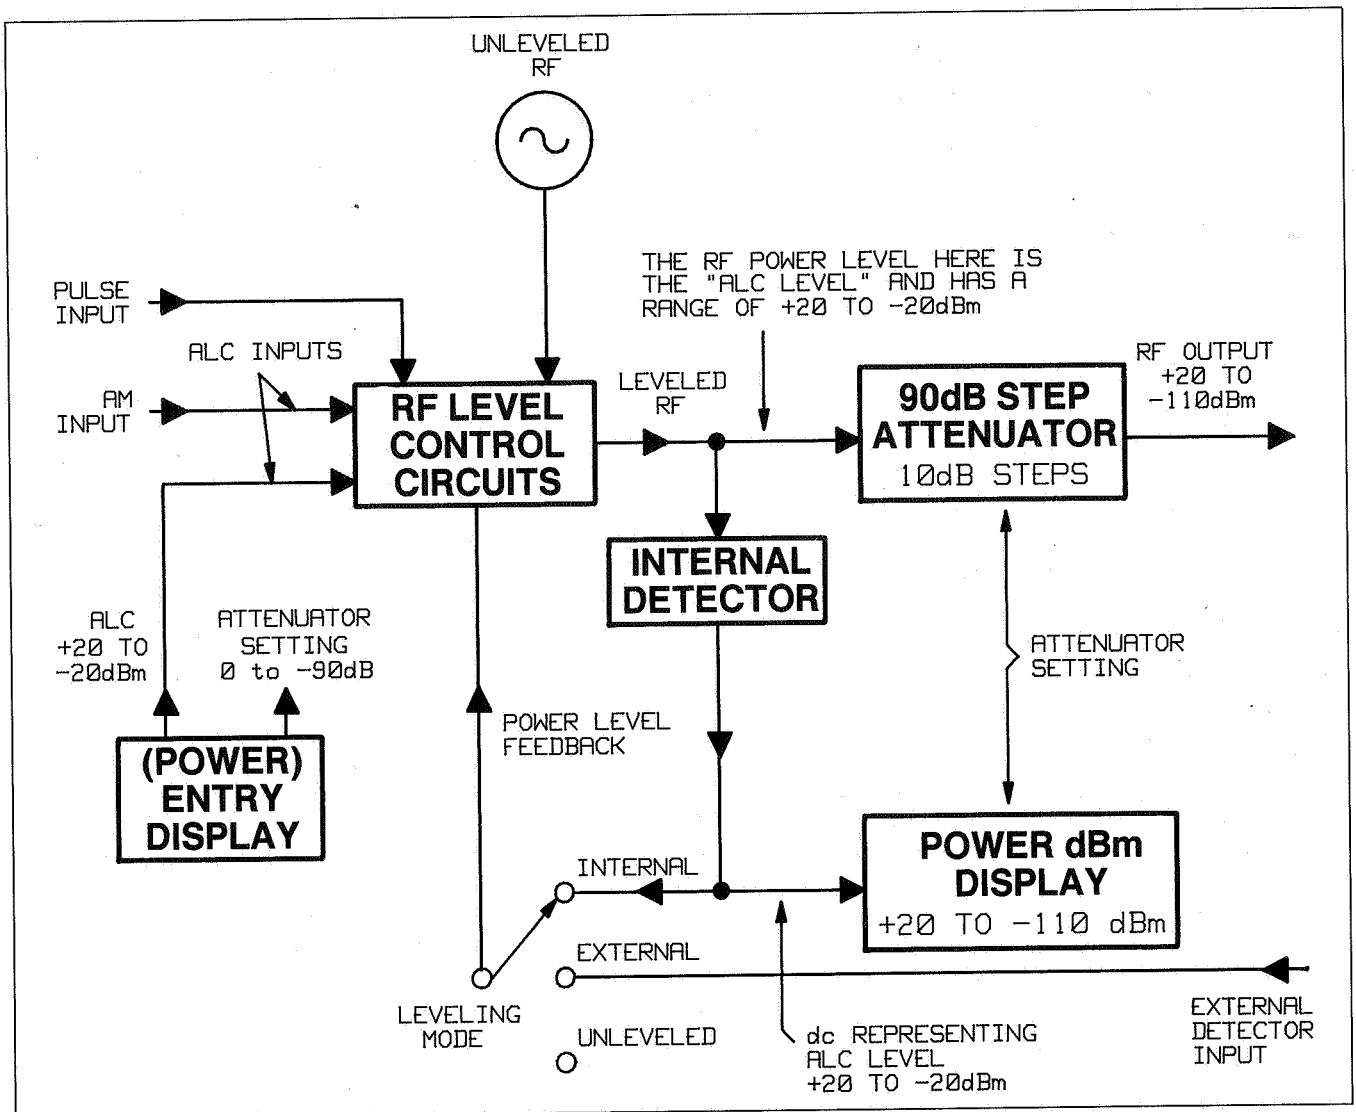 UNLEVELED
RF
THE RF POWER LEVEL HERE IS
THE "ALC LEVEL" AND HAS A
RANGE OF +20 TO -20dBm
PULSE
INPUT
ALC INPUTS
AM
INPUT
RF LEVEL
CONTROL
CIRCUITS
LEVELED
RF
90dB STEP
ATTENUATOR
10dB STEPS
RF OUTPUT
+20 TO
-110dBm
INTERNAL
DETECTOR
ALC
+20 TO
-20dBm
ATTENUATOR
SETTING
0 to -90dB
ATTENUATOR
SETTING
POWER LEVEL
FEEDBACK
(POWER)
ENTRY
DISPLAY
POWER dBm
DISPLAY
+20 TO -110 dBm
INTERNAL
EXTERNAL
LEVELING
MODE
UNLEVELED
dc REPRESENTING
ALC LEVEL
+20 TO -20dBm
EXTERNAL
DETECTOR
INPUT